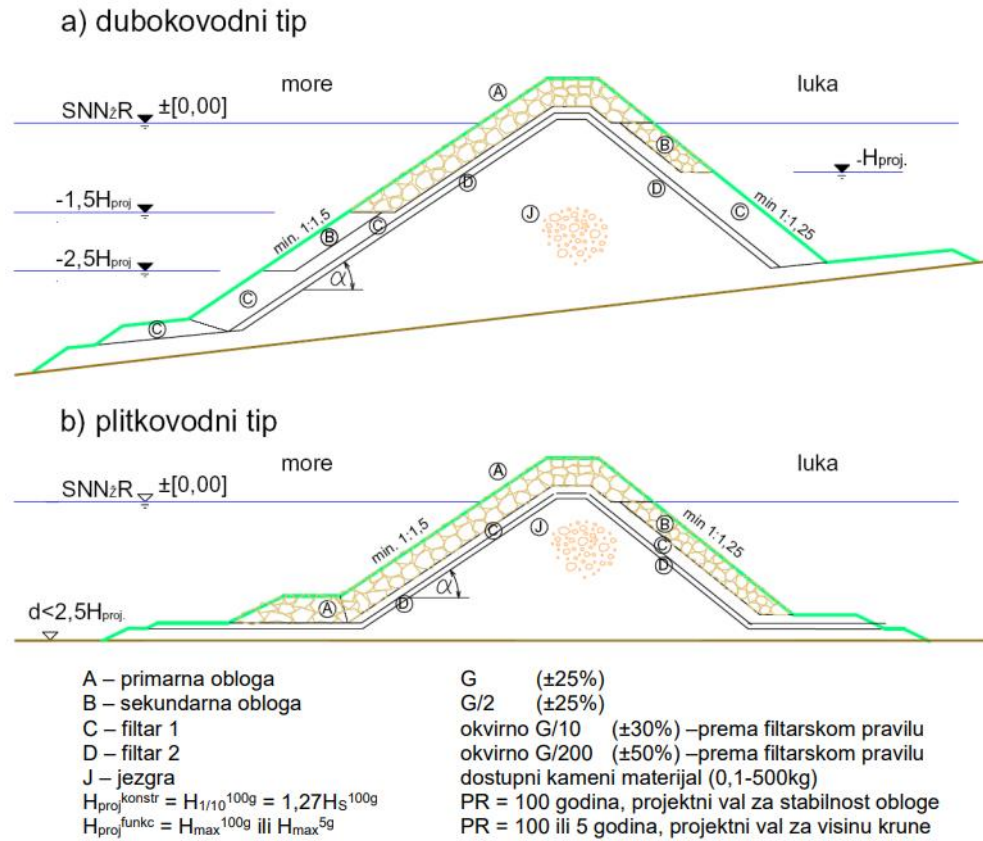 a) dubokovodni tip
more luka
SNNŽR ±[0,00]
A
B
-Hproj.
D D
-1,5Hproj
min. 1:1,5 B C J C min. 1:1,25
-2,5Hproj
α
C
C
b) plitkovodni tip
more luka
A
SNNŽR ±[0,00]
min. 1:1,5 C J B min. 1:1,25
C
D
α
d<2,5Hproj. A D
A – primarna obloga G (±25%)
B – sekundarna obloga G/2 (±25%)
C – filtar 1 okvirno G/10 (±30%) –prema filtarskom pravilu
D – filtar 2 okvirno G/200 (±50%) –prema filtarskom pravilu
J – jezgra dostupni kameni materijal (0,1-500kg)
Hproj^konstr = H1/10^100g = 1,27HS^100g PR = 100 godina, projektni val za stabilnost obloge
Hproj^funkc = Hmax^100g ili Hmax^5g PR = 100 ili 5 godina, projektni val za visinu krune